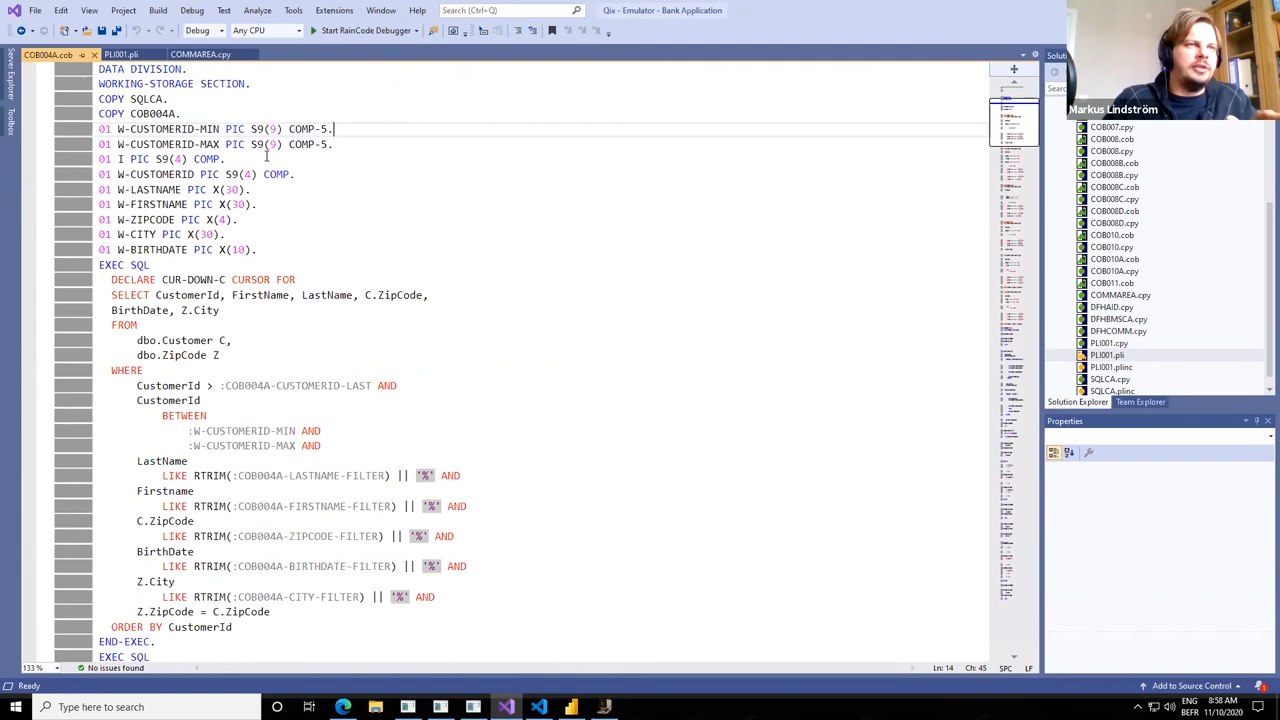 File Edit View Project Debug Analyze Tools Extensions Window Help Search (Ctrl+Q) Qix - Emulator - Bank Application
Debug Any CPU Start RainCode Debugger
COB004A.cob PLI001.pli COMMAREA.cpy
Server Explorer
Toolbox
DATA DIVISION.
WORKING-STORAGE SECTION.
COPY SQLCA.
COPY COB004A.
01 W-CUSTOMERID-MIN PIC S9(9) COMP-5.
01 W-CUSTOMERID-MAX PIC S9(9)
01 I PIC S9(4) COMP.
01 W-CUSTOMERID PIC S9(4) COMP.
01 W-LASTNAME PIC X(30).
01 W-FIRSTNAME PIC X(30).
01 W-ZIPCODE PIC X(4).
01 W-CITY PIC X(30).
01 W-BIRTHDATE PIC X(10).
EXEC SQL
DECLARE CUR-DOWN-C CURSOR FOR
SELECT CustomerId, FirstName, LastName, C.ZipCode,
BirthDate, Z.City
FROM
dbo.Customer C,
dbo.ZipCode Z
WHERE
CustomerId > :COB004A-CUSTOMERID-LAST AND
CustomerId
BETWEEN
:W-CUSTOMERID-MIN AND
:W-CUSTOMERID-MAX AND
LastName
LIKE RTRIM(:COB004A-LASTNAME-FILTER) || '%' AND
Firstname
LIKE RTRIM(:COB004A-FIRSTNAME-FILTER) || '%' AND
C.ZipCode
LIKE RTRIM(:COB004A-ZIPCODE-FILTER) || '%' AND
BirthDate
LIKE RTRIM(:COB004A-BIRTHDATE-FILTER) || '%' AND
Z.City
LIKE RTRIM(:COB004A-CITY-FILTER) || '%' AND
Z.ZipCode = C.ZipCode
ORDER BY CustomerId
END-EXEC.
EXEC SQL
133 % No issues found Ln: 14 Ch: 45 SPC LF
Markus Lindström
COB007.cpy
COB008.cob
COB008.cpy
COB008B.cob
COB008B.cpy
COB008C.cob
COB008C.cpy
COB008D.cob
COB008D.cpy
COB010.cob
COB010.cpy
COB010A.cob
COB010A.cpy
COB011.cob
COMMAREA.cpy
DFHAID.cpy
DFHBMSCA.cpy
DFHCOMM.cpy
PLI001.cpy
PLI001.pli
PLI001.plinc
SQLCA.cpy
SQLCA.plinc
Solution Explorer Team Explorer
Properties
Ready Add to Source Control 1
Type here to search ENG BEFR 8:58 AM 11/10/2020